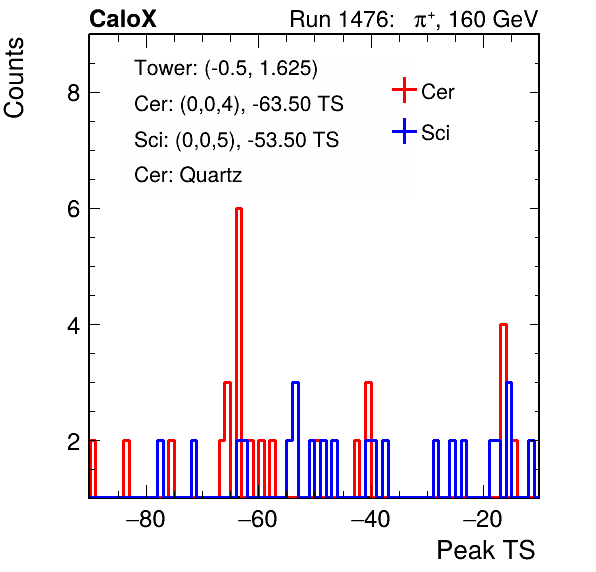 CaloX Run 1476: π⁺, 160 GeV
Counts
Tower: (-0.5, 1.625)
Cer: (0,0,4), -63.50 TS
Sci: (0,0,5), -53.50 TS
Cer: Quartz
Cer
Sci
8
6
4
2
−80 −60 −40 −20
Peak TS